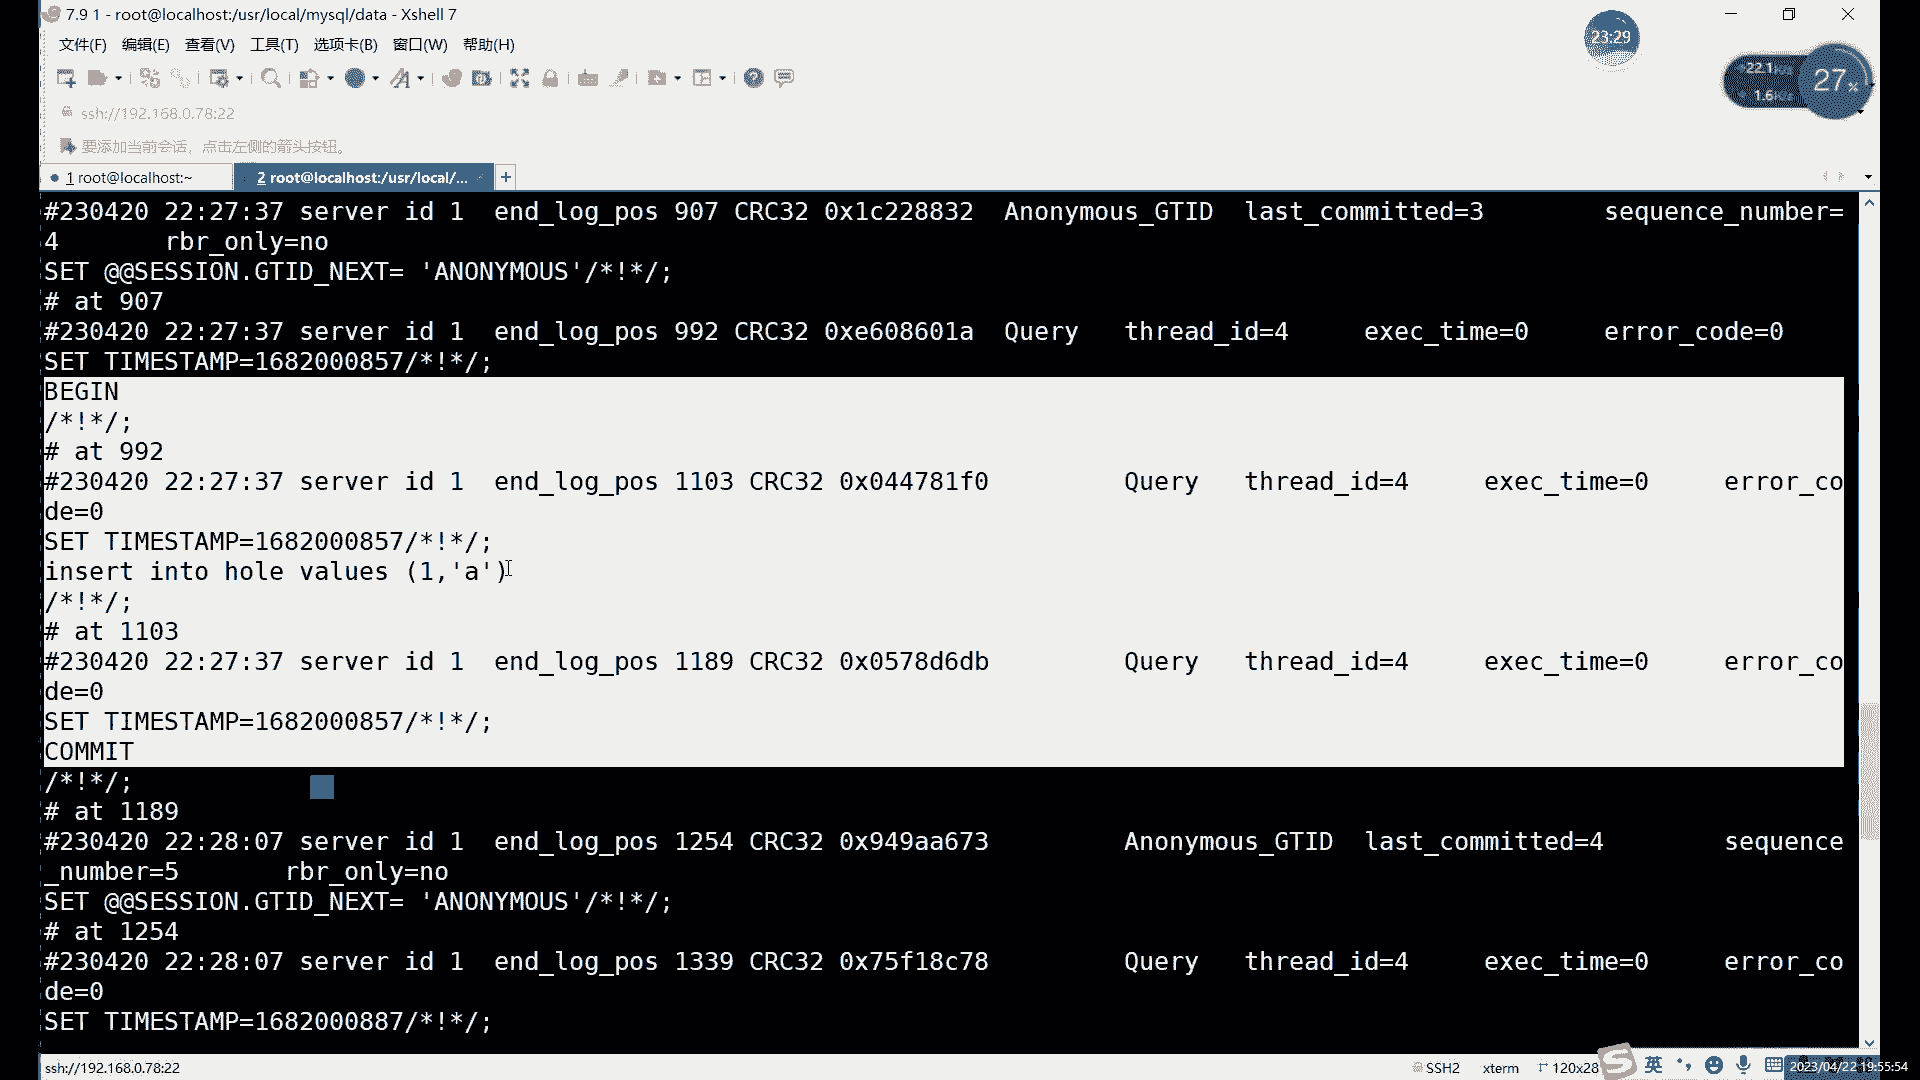 7.9 1 - root@localhost:/usr/local/mysql/data - Xshell 7
23:29
文件(F) 编辑(E) 查看(V) 工具(T) 选项卡(B) 窗口(W) 帮助(H)
22.1K/s
1.6K/s
27%
ssh://192.168.0.78:22
要添加当前会话，点击左侧的箭头按钮。
1 root@localhost:~
2 root@localhost:/usr/local/...
#230420 22:27:37 server id 1  end_log_pos 907 CRC32 0x1c228832  Anonymous_GTID  last_committed=3        sequence_number=
4       rbr_only=no
SET @@SESSION.GTID_NEXT= 'ANONYMOUS'/*!*/;
# at 907
#230420 22:27:37 server id 1  end_log_pos 992 CRC32 0xe608601a  Query   thread_id=4     exec_time=0     error_code=0
SET TIMESTAMP=1682000857/*!*/;
BEGIN
/*!*/;
# at 992
#230420 22:27:37 server id 1  end_log_pos 1103 CRC32 0x044781f0         Query   thread_id=4     exec_time=0     error_co
de=0
SET TIMESTAMP=1682000857/*!*/;
insert into hole values (1,'a')
/*!*/;
# at 1103
#230420 22:27:37 server id 1  end_log_pos 1189 CRC32 0x0578d6db         Query   thread_id=4     exec_time=0     error_co
de=0
SET TIMESTAMP=1682000857/*!*/;
COMMIT
/*!*/;
# at 1189
#230420 22:28:07 server id 1  end_log_pos 1254 CRC32 0x949aa673         Anonymous_GTID  last_committed=4        sequence
_number=5       rbr_only=no
SET @@SESSION.GTID_NEXT= 'ANONYMOUS'/*!*/;
# at 1254
#230420 22:28:07 server id 1  end_log_pos 1339 CRC32 0x75f18c78         Query   thread_id=4     exec_time=0     error_co
de=0
SET TIMESTAMP=1682000887/*!*/;
ssh://192.168.0.78:22
SSH2
xterm
120x28
英
2023/04/22 19:55:54